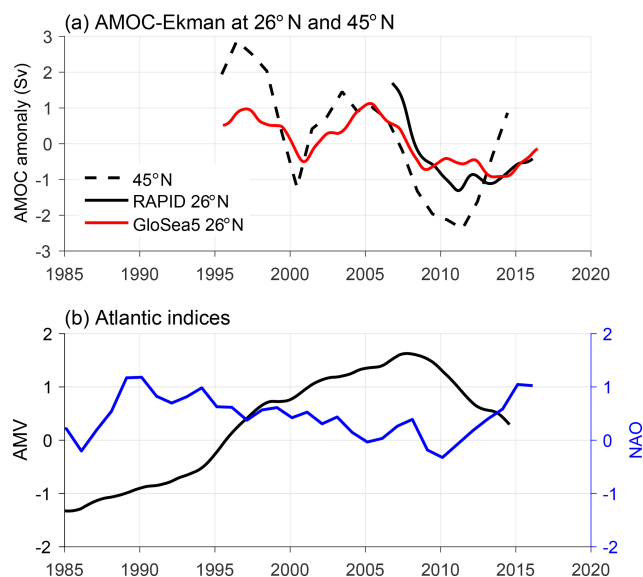 (a) AMOC-Ekman at 26°N and 45°N
AMOC amonaly (Sv)
3
2
1
0
-1
-2
-3
45°N
RAPID 26°N
GloSea5 26°N
1985 1990 1995 2000 2005 2010 2015 2020
(b) Atlantic indices
AMV
2
1
0
-1
-2
NAO
2
1
0
-1
-2
1985 1990 1995 2000 2005 2010 2015 2020